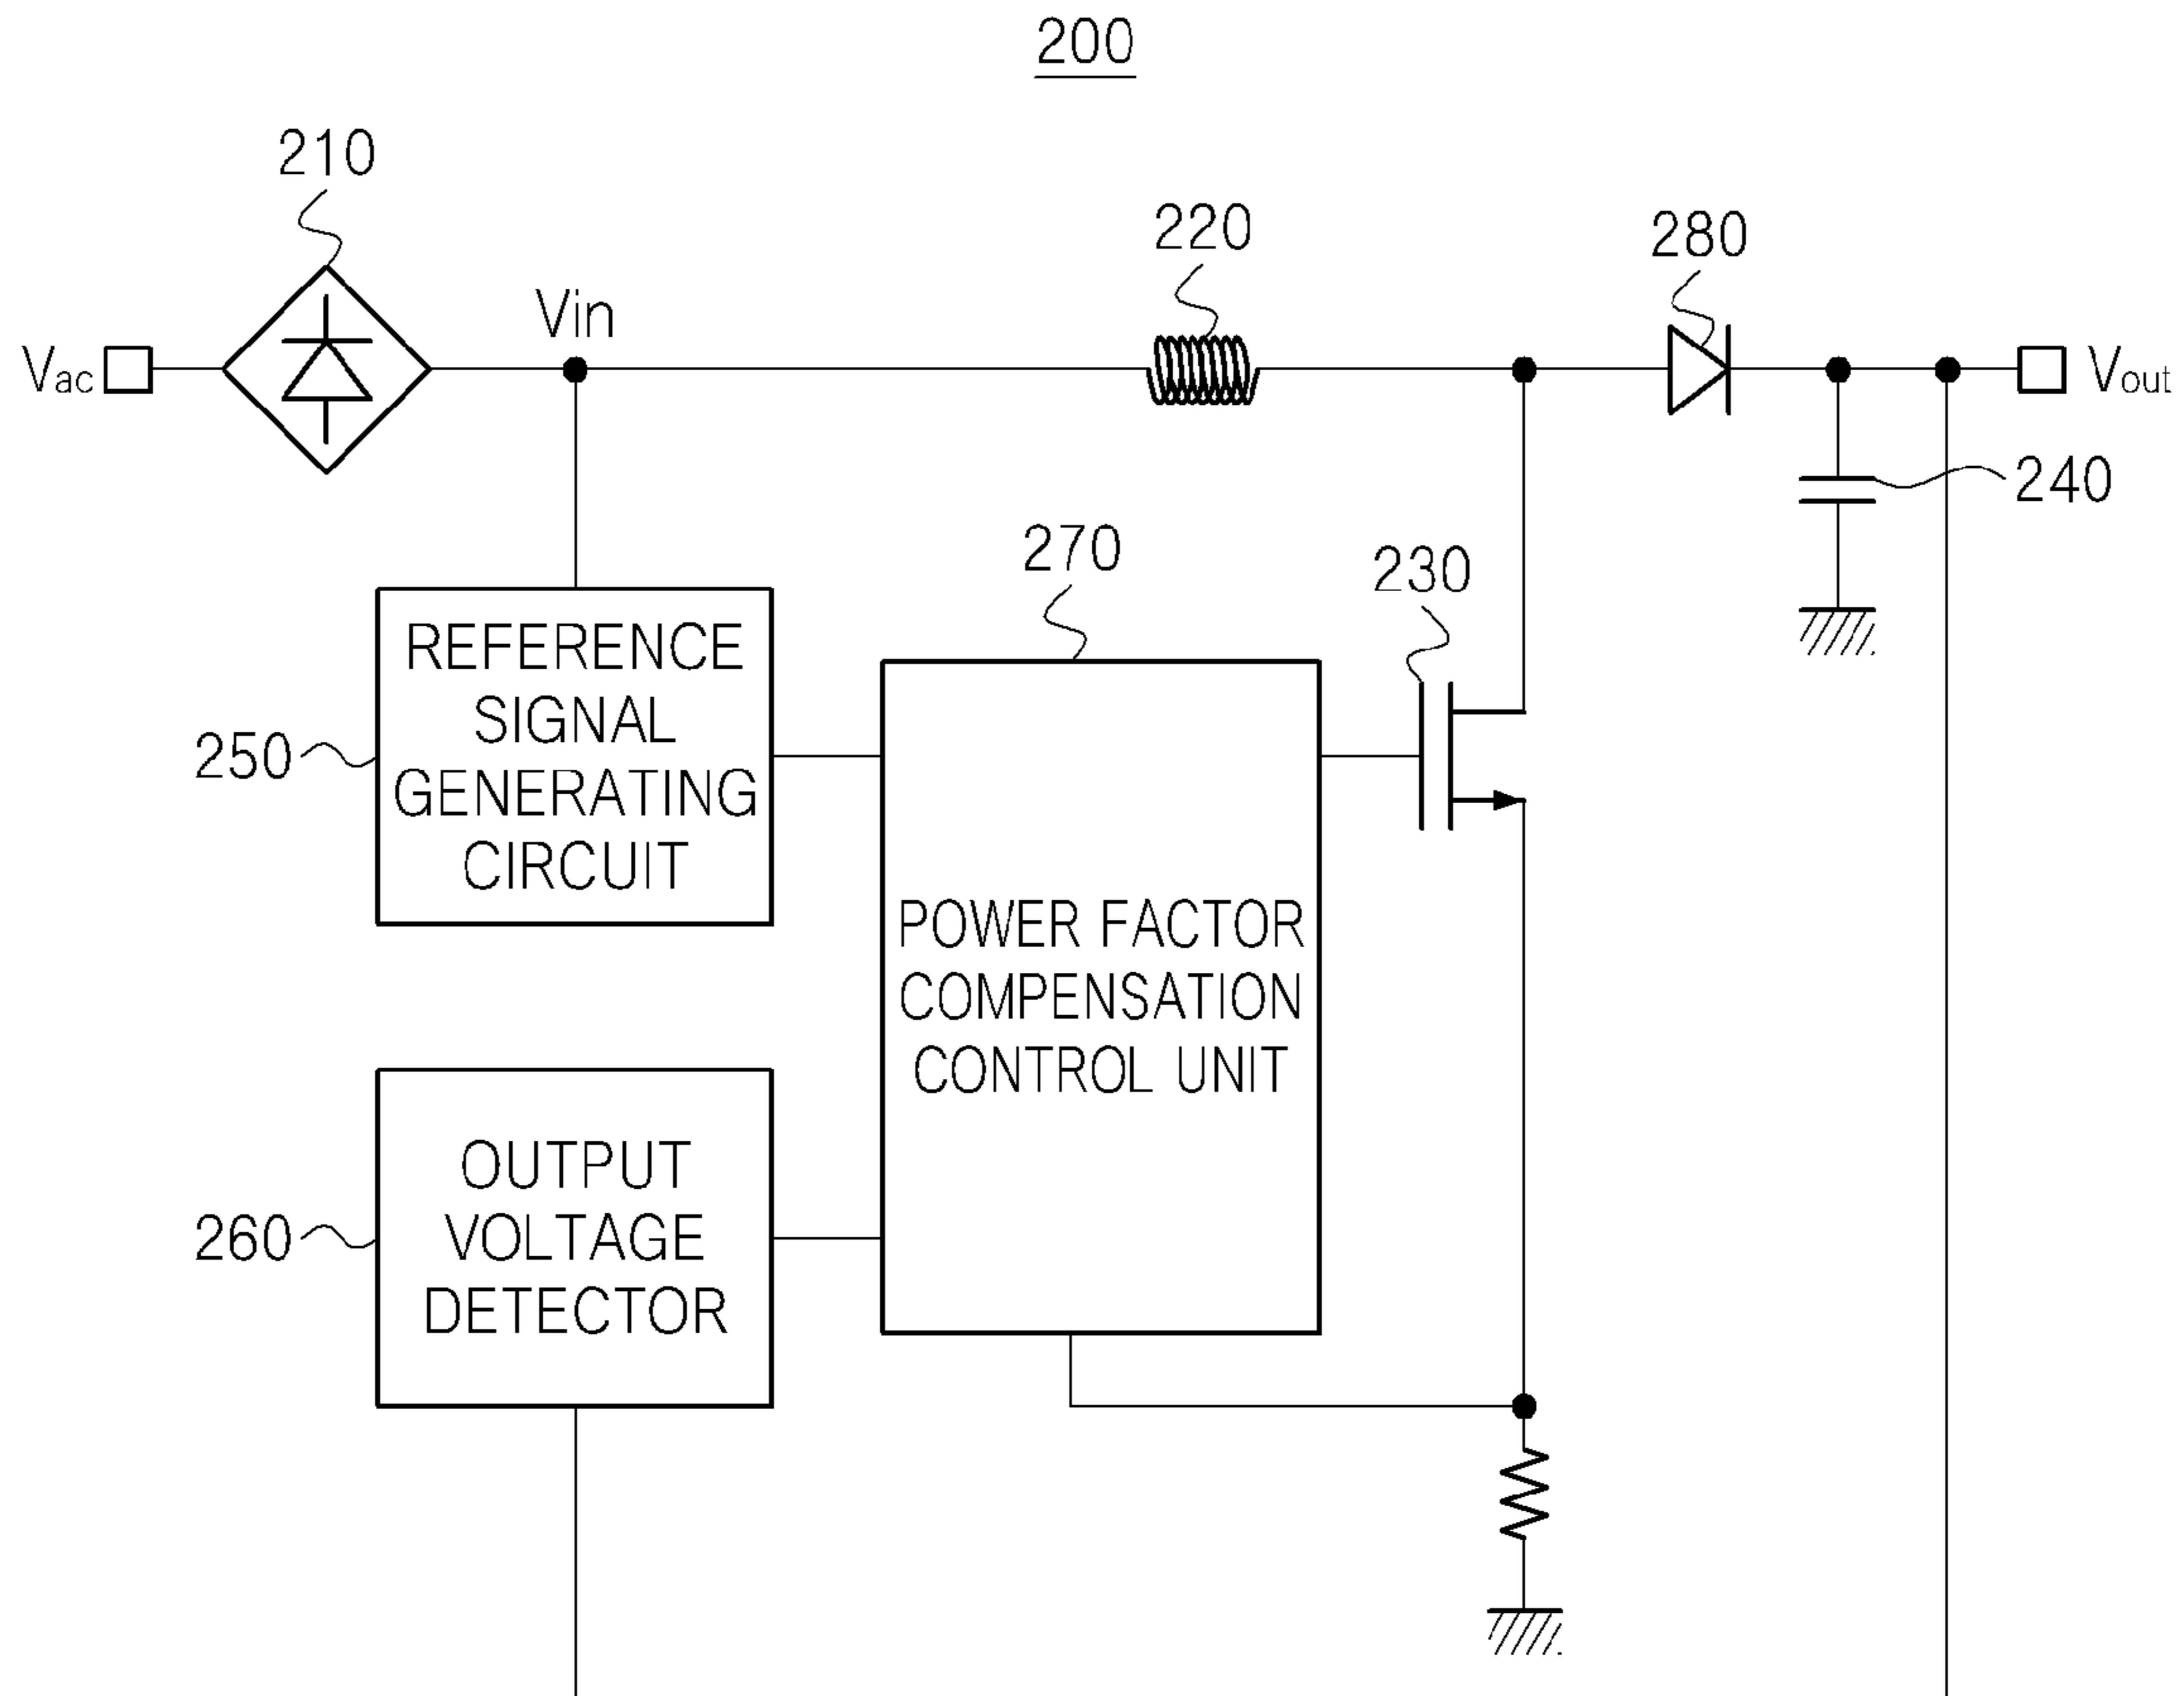 200
210
220
280
Vin
Vac
Vout
240
270
230
REFERENCE
SIGNAL
GENERATING
CIRCUIT
250
POWER FACTOR
COMPENSATION
CONTROL UNIT
OUTPUT
VOLTAGE
DETECTOR
260